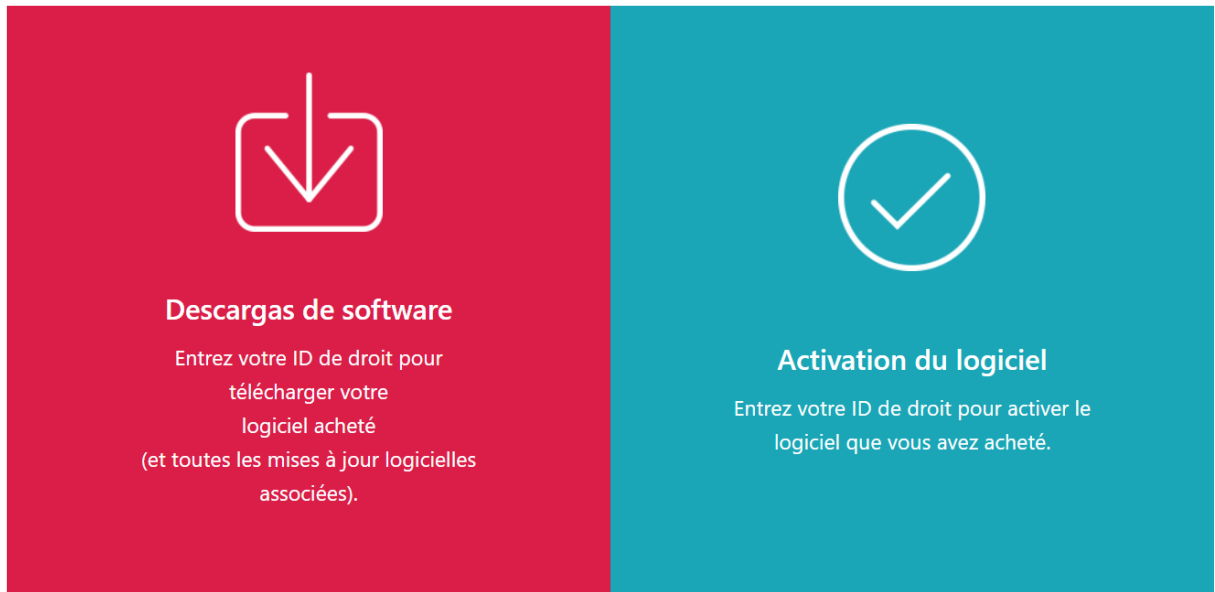 Descargas de software
Entrez votre ID de droit pour
télécharger votre
logiciel acheté
(et toutes les mises à jour logicielles
associées).
Activation du logiciel
Entrez votre ID de droit pour activer le
logiciel que vous avez acheté.